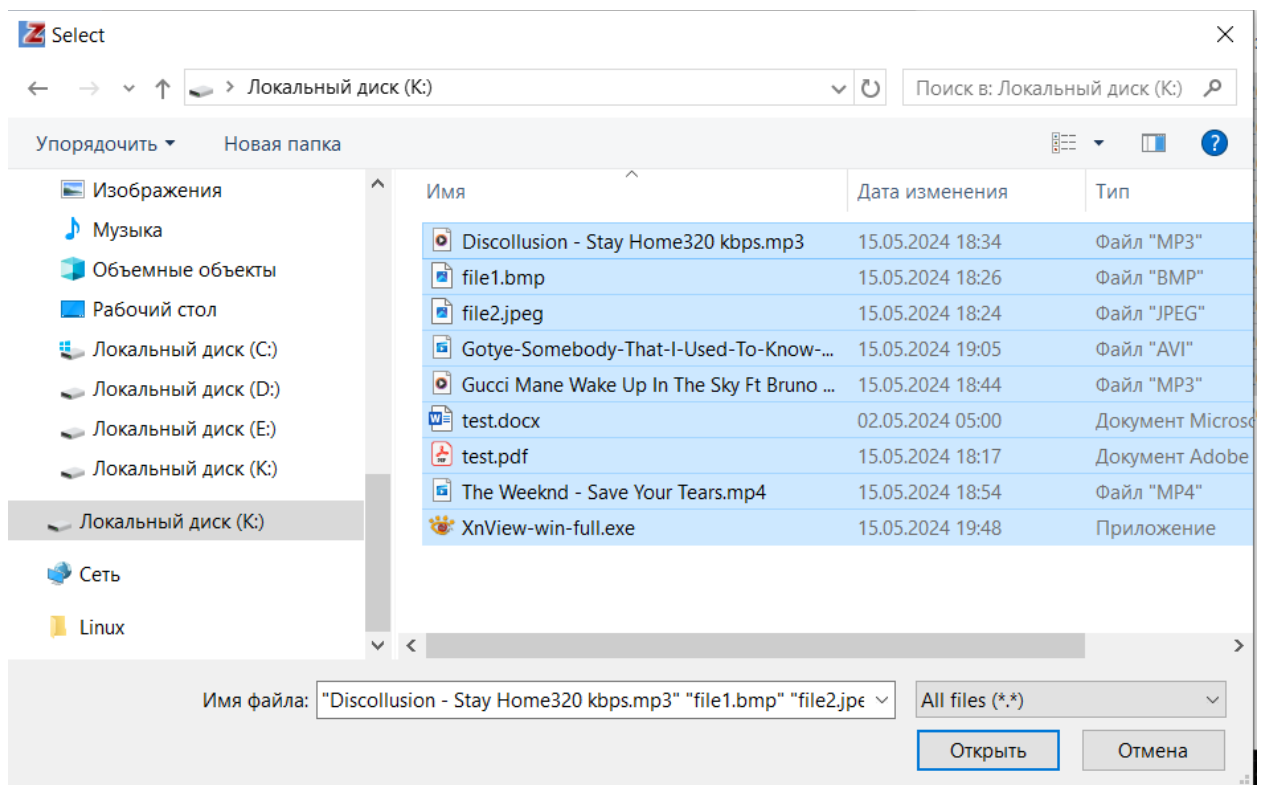 Select
Локальный диск (K:)
Поиск в: Локальный диск (K:)
Упорядочить
Новая папка
?
Изображения
Музыка
Объемные объекты
Рабочий стол
Локальный диск (C:)
Локальный диск (D:)
Локальный диск (E:)
Локальный диск (K:)
Локальный диск (K:)
Сеть
Linux
Имя Дата изменения Тип
Discollusion - Stay Home320 kbps.mp3 15.05.2024 18:34 Файл "MP3"
file1.bmp 15.05.2024 18:26 Файл "BMP"
file2.jpeg 15.05.2024 18:24 Файл "JPEG"
Gotye-Somebody-That-I-Used-To-Know-... 15.05.2024 19:05 Файл "AVI"
Gucci Mane Wake Up In The Sky Ft Bruno ... 15.05.2024 18:44 Файл "MP3"
test.docx 02.05.2024 05:00 Документ Microso
test.pdf 15.05.2024 18:17 Документ Adobe
The Weeknd - Save Your Tears.mp4 15.05.2024 18:54 Файл "MP4"
XnView-win-full.exe 15.05.2024 19:48 Приложение
Имя файла: "Discollusion - Stay Home320 kbps.mp3" "file1.bmp" "file2.jpe
All files (*.*)
Открыть
Отмена